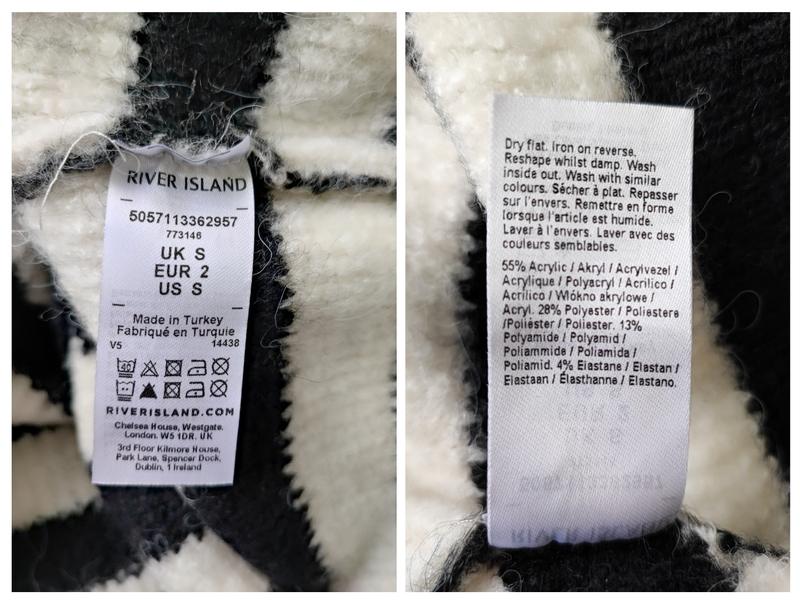 RIVER ISLAND
5057113362957
773146
UK S
EUR 2
US S
Made in Turkey
Fabriqué en Turquie
V5 14438
40
RIVERISLAND.COM
Chelsea House, Westgate.
London. W5 1DR. UK
3rd Floor Kilmore House,
Park Lane, Spencer Dock,
Dublin, 1 Ireland
Dry flat. Iron on reverse.
Reshape whilst damp. Wash
inside out. Wash with similar
colours. Sécher à plat. Repasser
sur l'envers. Remettre en forme
lorsque l'article est humide.
Laver à l'envers. Laver avec des
couleurs semblables.
55% Acrylic / Akryl / Acrylvezel /
Acrylique / Polyacryl / Acrilico /
Acrílico / Włókno akrylowe /
Acryl. 28% Polyester / Poliestere
/Poliéster / Poliester. 13%
Polyamide / Polyamid /
Poliammide / Poliamida /
Poliamid. 4% Elastane / Elastan /
Elastaan / Élasthanne / Elastano.